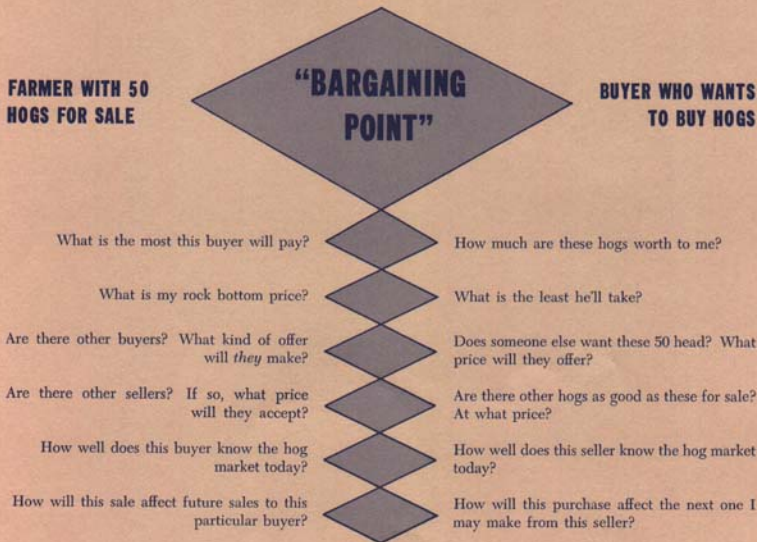 FARMER WITH 50
HOGS FOR SALE
“BARGAINING
POINT”
BUYER WHO WANTS
TO BUY HOGS
What is the most this buyer will pay?
How much are these hogs worth to me?
What is my rock bottom price?
What is the least he'll take?
Are there other buyers? What kind of offer
will they make?
Does someone else want these 50 head? What
price will they offer?
Are there other sellers? If so, what price
will they accept?
Are there other hogs as good as these for sale?
At what price?
How well does this buyer know the hog
market today?
How well does this seller know the hog market
today?
How will this sale affect future sales to this
particular buyer?
How will this purchase affect the next one I
may make from this seller?